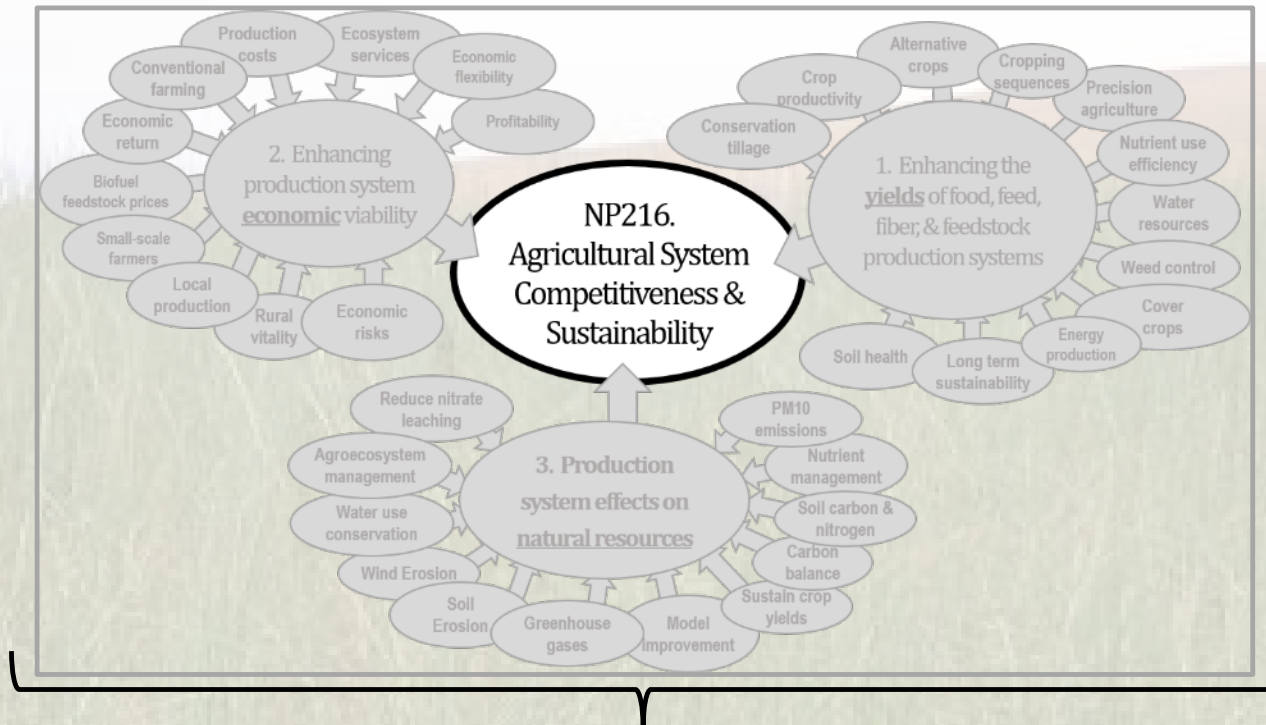 Production
costs
Ecosystem
services
Economic
flexibility
Profitability
Conventional
farming
Economic
return
Biofuel
feedstock prices
Small-scale
farmers
Local
production
Rural
vitality
Economic
risks
2. Enhancing
production system
economic viability
NP216.
Agricultural System
Competitiveness &
Sustainability
Alternative
crops
Cropping
sequences
Precision
agriculture
Crop
productivity
Conservation
tillage
Nutrient use
efficiency
Water
resources
Weed control
Cover
crops
Energy
production
Long term
sustainability
Soil health
1. Enhancing the
yields of food, feed,
fiber, & feedstock
production systems
Reduce nitrate
leaching
Agroecosystem
management
Water use
conservation
Wind Erosion
Soil
Erosion
Greenhouse
gases
Model
improvement
Sustain crop
yields
Carbon
balance
Soil carbon &
nitrogen
Nutrient
management
PM10
emissions
3. Production
system effects on
natural resources